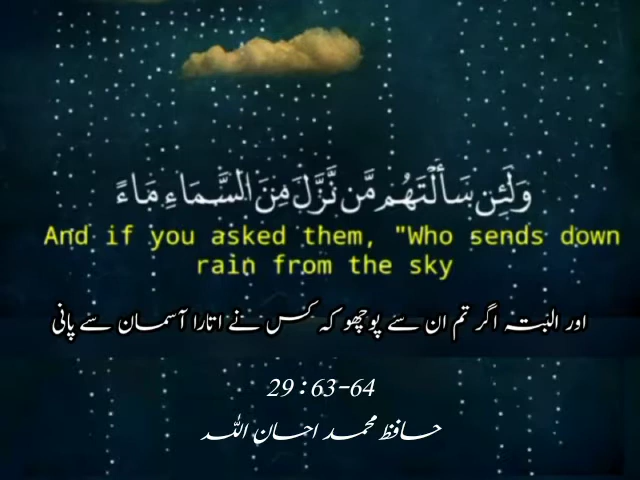 وَلَئِن سَأَلْتَهُم مَّن نَّزَّلَ مِنَ السَّمَاءِ مَاءً
And if you asked them, "Who sends down
rain from the sky
اور البتہ اگر تم ان سے پوچھو کہ کس نے اتارا آسمان سے پانی
29:63-64
حافظ محمد احسان اللہ